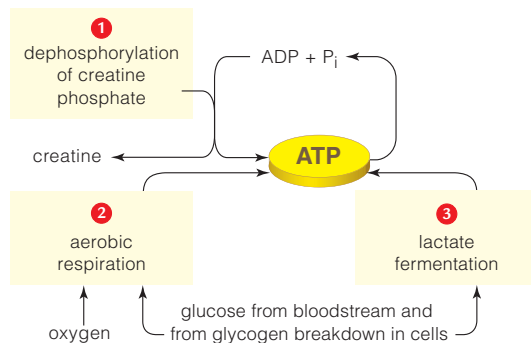 1
dephosphorylation
of creatine
phosphate
ADP + Pi
creatine
ATP
2
aerobic
respiration
3
lactate
fermentation
oxygen
glucose from bloodstream and
from glycogen breakdown in cells